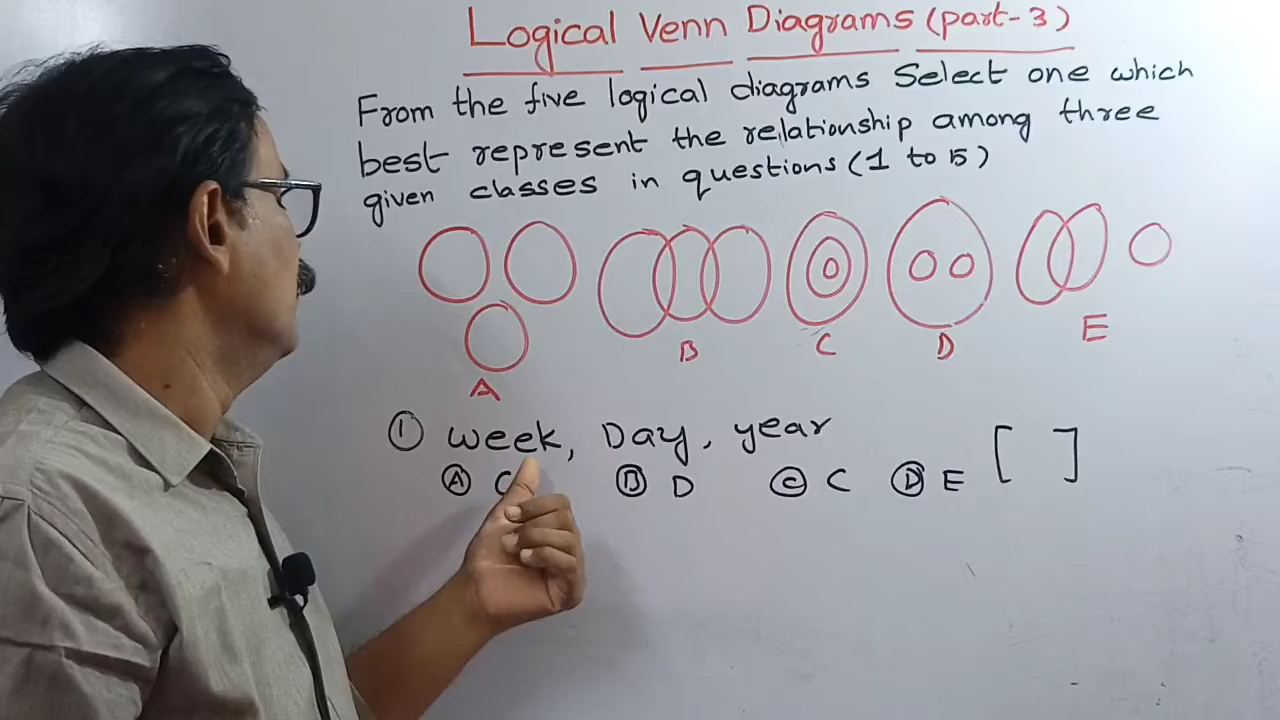 Logical Venn Diagrams (part-3)
From the five logical diagrams Select one which
best represent the relationship among three
given classes in questions (1 to 5)
A B C D E
① week, Day, year [ ]
Ⓐ C Ⓑ D Ⓒ C Ⓓ E